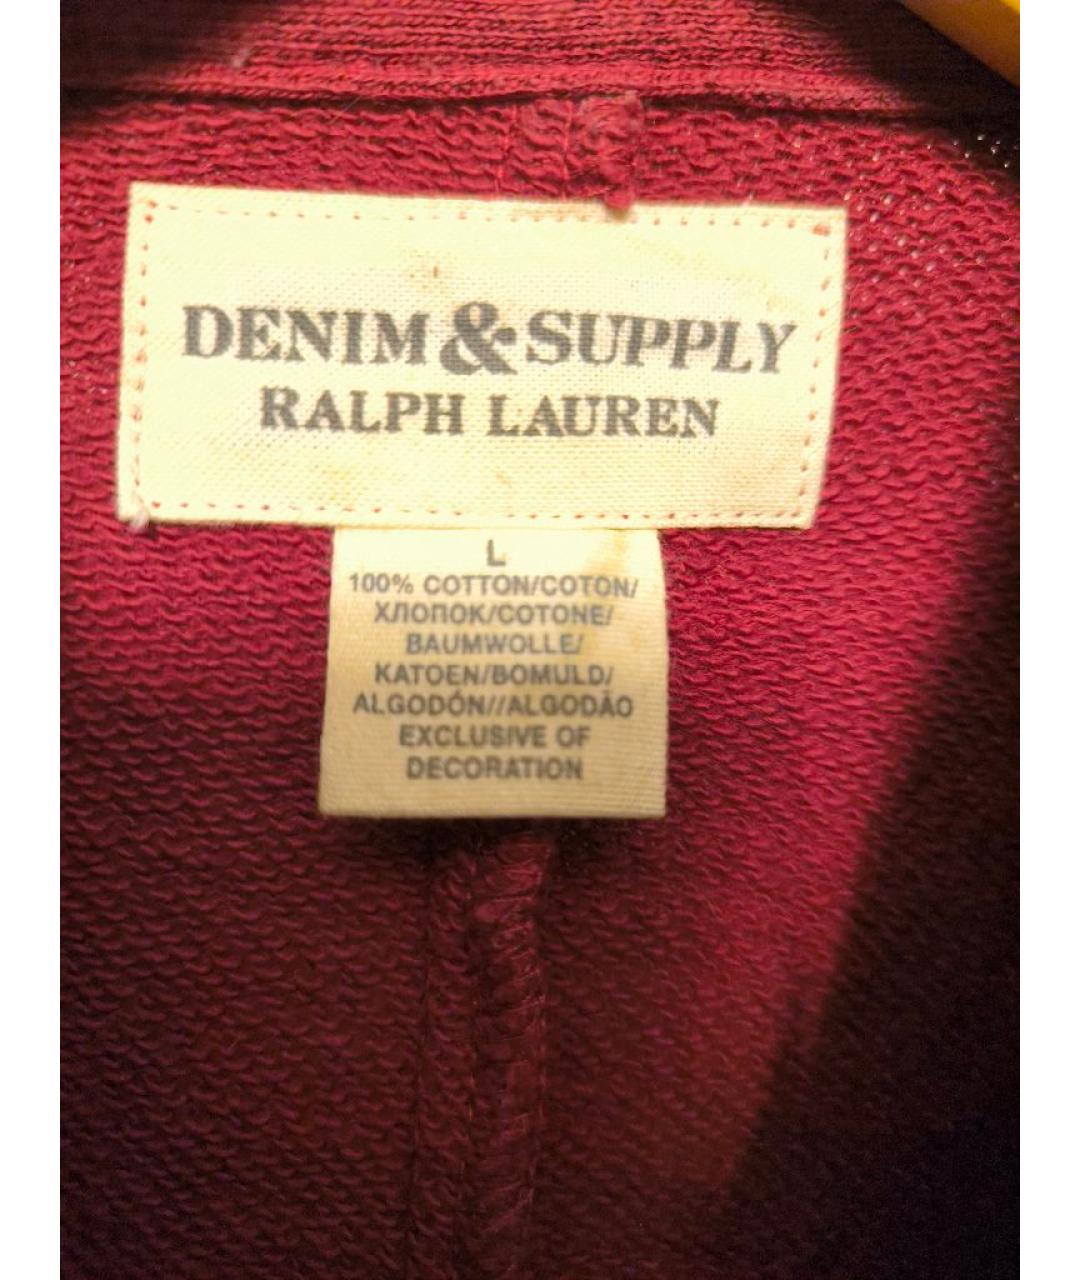 DENIM & SUPPLY
RALPH LAUREN
L
100% COTTON/COTON/
ХЛОПОК/COTONE/
BAUMWOLLE/
KATOEN/BOMULD/
ALGODÓN//ALGODÃO
EXCLUSIVE OF
DECORATION